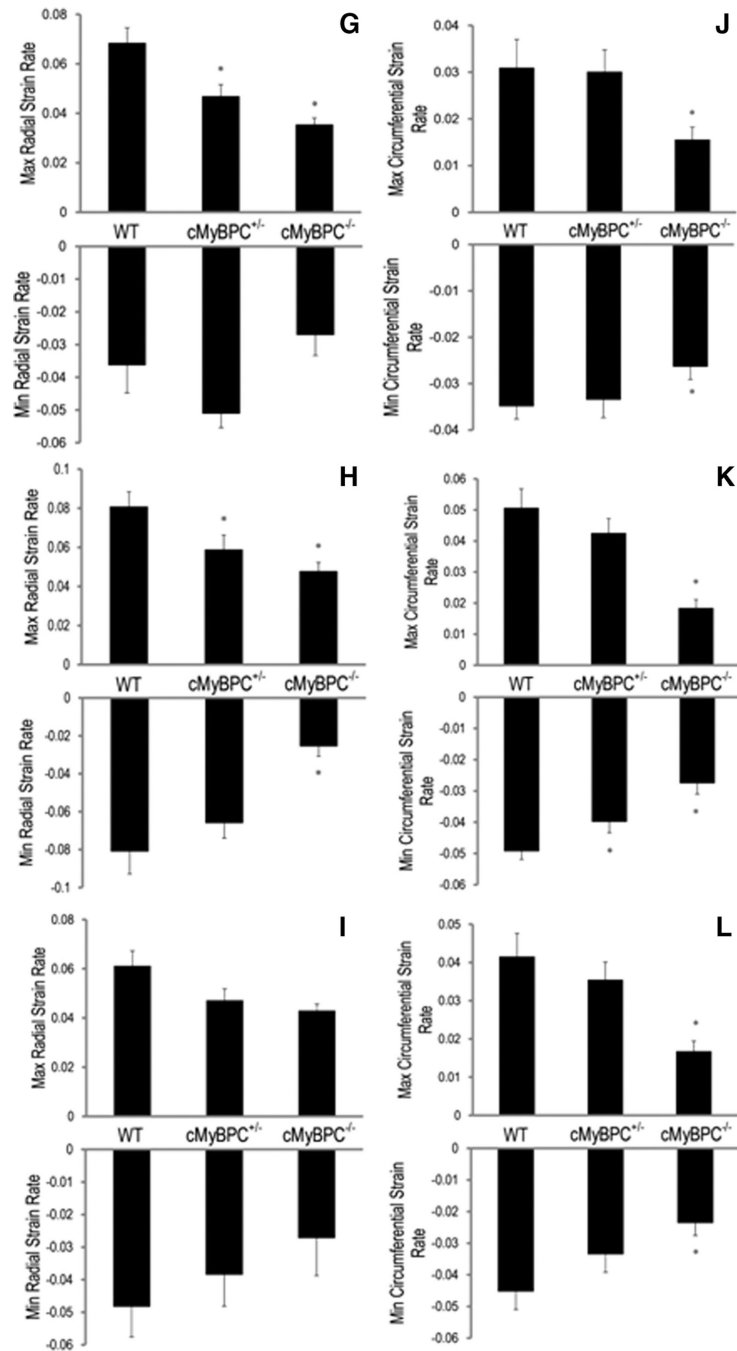 G
Max Radial Strain Rate
0.08
0.06
0.04
0.02
0
*
*
WT
cMyBPC+/-
cMyBPC-/-
Min Radial Strain Rate
0
-0.01
-0.02
-0.03
-0.04
-0.05
-0.06
J
Max Circumferential Strain
Rate
0.04
0.03
0.02
0.01
0
*
WT
cMyBPC+/-
cMyBPC-/-
Min Circumferential Strain
Rate
0
-0.01
-0.02
-0.03
-0.04
*
H
Max Radial Strain Rate
0.1
0.08
0.06
0.04
0.02
0
*
*
WT
cMyBPC+/-
cMyBPC-/-
Min Radial Strain Rate
0
-0.02
-0.04
-0.06
-0.08
-0.1
*
K
Max Circumferential Strain
Rate
0.06
0.05
0.04
0.03
0.02
0.01
0
*
WT
cMyBPC+/-
cMyBPC-/-
Min Circumferential Strain
Rate
0
-0.01
-0.02
-0.03
-0.04
-0.05
-0.06
*
*
I
Max Radial Strain Rate
0.08
0.06
0.04
0.02
0
WT
cMyBPC+/-
cMyBPC-/-
Min Radial Strain Rate
0
-0.01
-0.02
-0.03
-0.04
-0.05
-0.06
L
Max Circumferential Strain
Rate
0.05
0.04
0.03
0.02
0.01
0
*
WT
cMyBPC+/-
cMyBPC-/-
Min Circumferential Strain
Rate
0
-0.01
-0.02
-0.03
-0.04
-0.05
-0.06
*